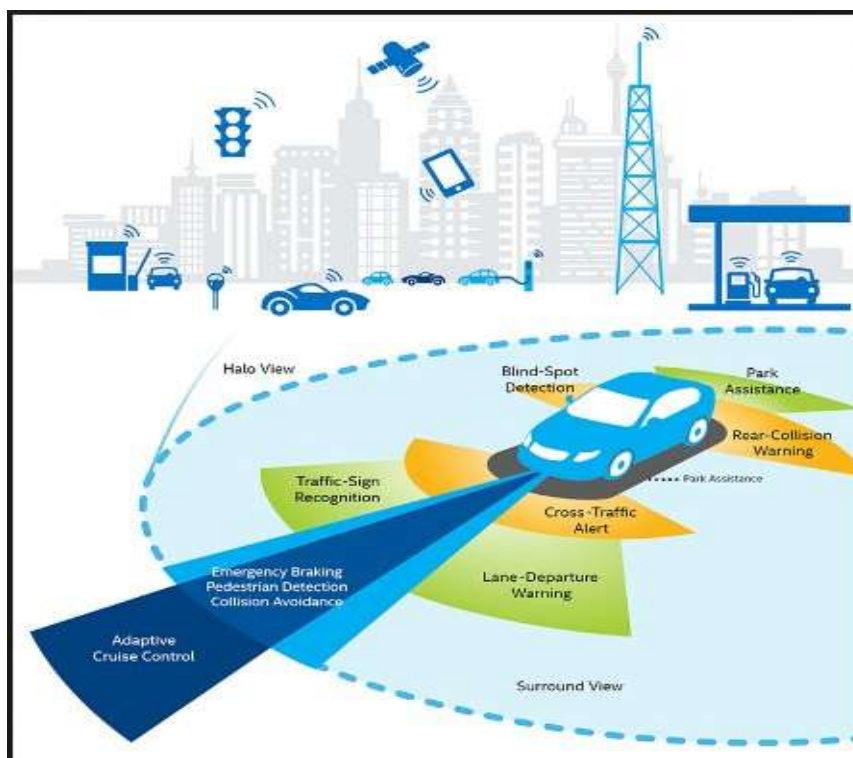 Halo View
Blind-Spot
Detection
Park
Assistance
Rear-Collision
Warning
Traffic-Sign
Recognition
Park Assistance
Cross-Traffic
Alert
Emergency Braking
Pedestrian Detection
Collision Avoidance
Lane-Departure
Warning
Adaptive
Cruise Control
Surround View